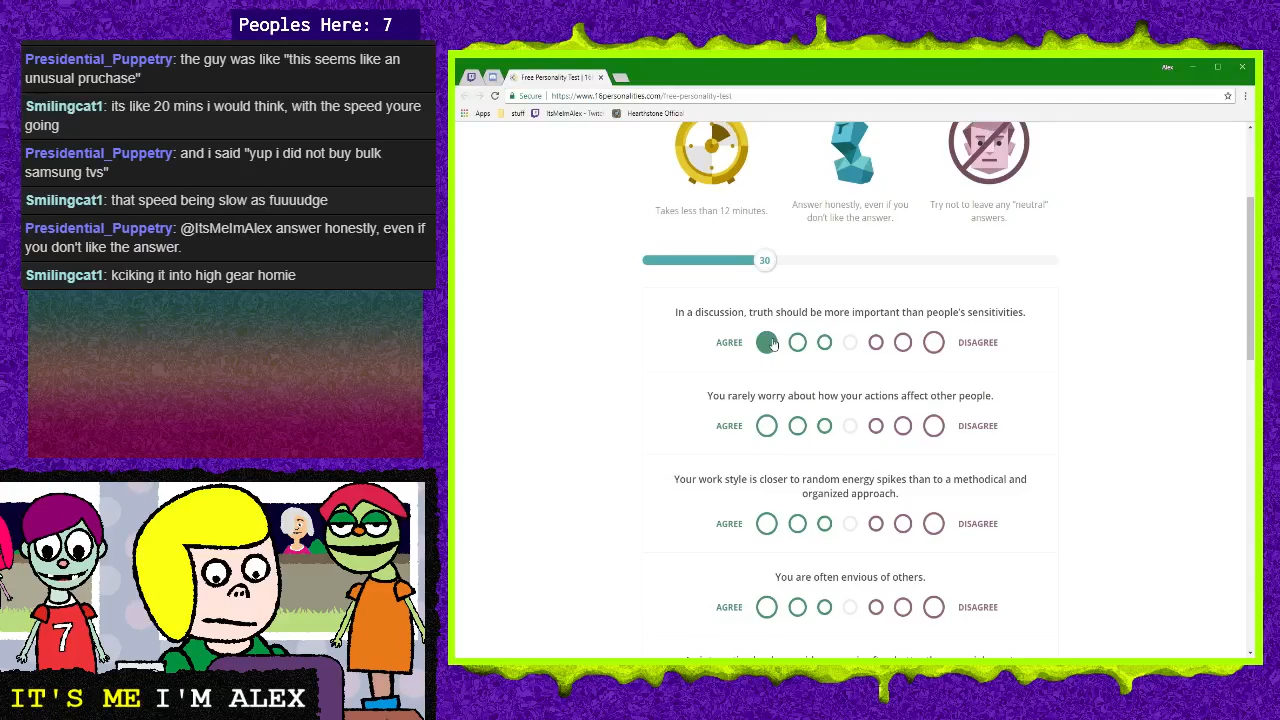 Peoples Here: 7
Presidential_Puppetry: the guy was like "this seems like an
unusual pruchase"
Smilingcat1: its like 20 mins i would think, with the speed youre
going
Presidential_Puppetry: and i said "yup i did not buy bulk
samsung tvs"
Smilingcat1: that speed being slow as fuuuudge
Presidential_Puppetry: @ItsMeImAlex answer honestly, even if
you don't like the answer.
Smilingcat1: kciking it into high gear homie
7
IT'S ME I'M ALEX
Free Personality Test | 16
Alex
Secure https://www.16personalities.com/free-personality-test
Apps stuff ItsMeImAlex - Twitc Hearthstone Official
Takes less than 12 minutes.
Answer honestly, even if you
don't like the answer.
Try not to leave any "neutral"
answers.
30
In a discussion, truth should be more important than people's sensitivities.
AGREE DISAGREE
You rarely worry about how your actions affect other people.
AGREE DISAGREE
Your work style is closer to random energy spikes than to a methodical and
organized approach.
AGREE DISAGREE
You are often envious of others.
AGREE DISAGREE